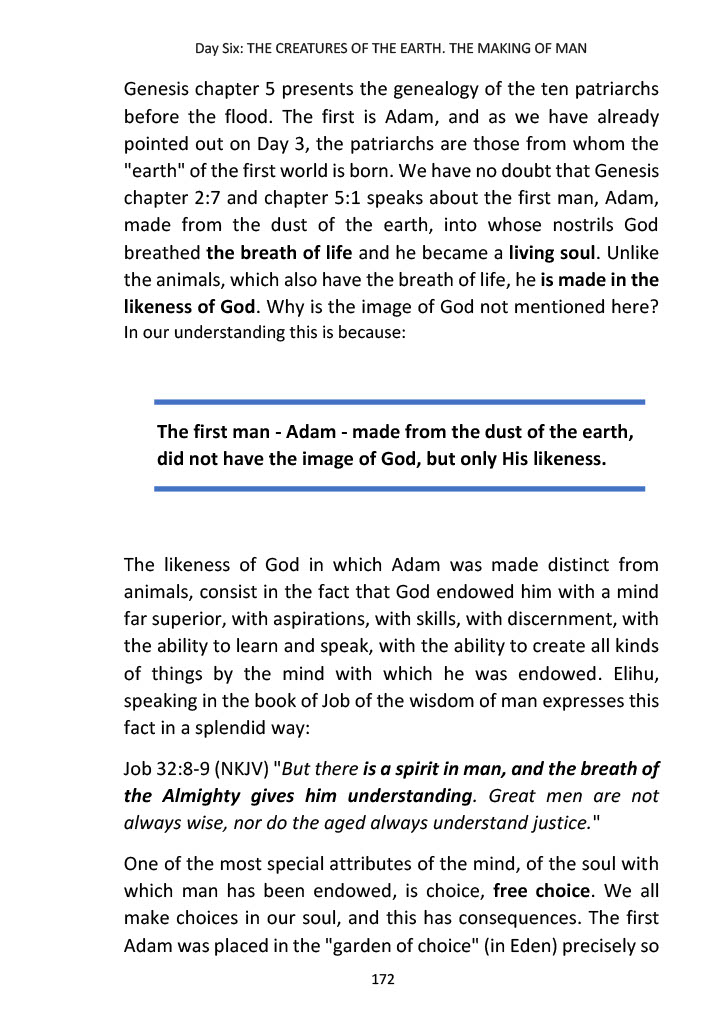 Day Six: THE CREATURES OF THE EARTH. THE MAKING OF MAN
Genesis chapter 5 presents the genealogy of the ten patriarchs
before the flood. The first is Adam, and as we have already
pointed out on Day 3, the patriarchs are those from whom the
"earth" of the first world is born. We have no doubt that Genesis
chapter 2:7 and chapter 5:1 speaks about the first man, Adam,
made from the dust of the earth, into whose nostrils God
breathed the breath of life and he became a living soul. Unlike
the animals, which also have the breath of life, he is made in the
likeness of God. Why is the image of God not mentioned here?
In our understanding this is because:
The first man - Adam - made from the dust of the earth,
did not have the image of God, but only His likeness.
The likeness of God in which Adam was made distinct from
animals, consist in the fact that God endowed him with a mind
far superior, with aspirations, with skills, with discernment, with
the ability to learn and speak, with the ability to create all kinds
of things by the mind with which he was endowed. Elihu,
speaking in the book of Job of the wisdom of man expresses this
fact in a splendid way:
Job 32:8-9 (NKJV) "But there is a spirit in man, and the breath of
the Almighty gives him understanding. Great men are not
always wise, nor do the aged always understand justice."
One of the most special attributes of the mind, of the soul with
which man has been endowed, is choice, free choice. We all
make choices in our soul, and this has consequences. The first
Adam was placed in the "garden of choice" (in Eden) precisely so
172